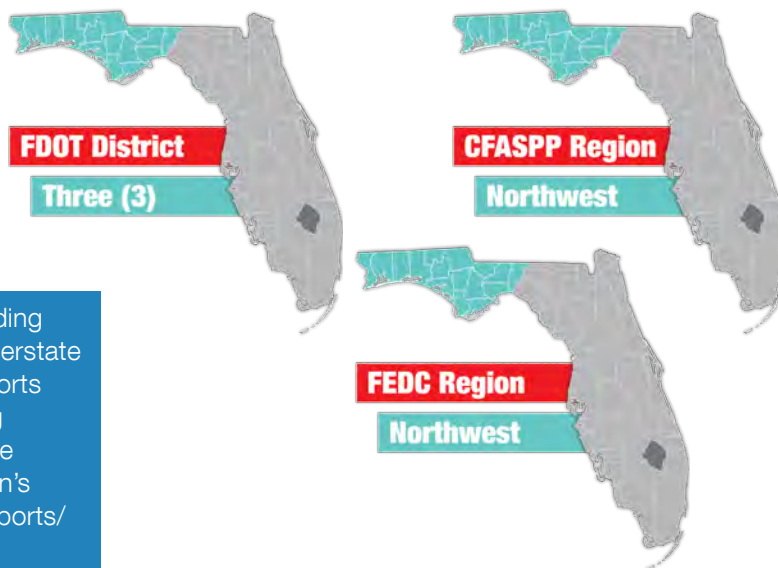 FDOT District
Three (3)
CFASPP Region
Northwest
FEDC Region
Northwest
ding
erstate
orts
g
e
n's
ports/